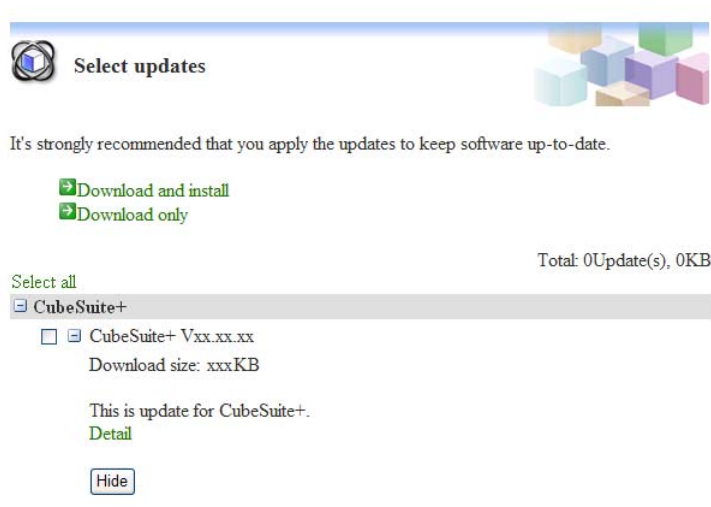 Select updates
It's strongly recommended that you apply the updates to keep software up-to-date.
Download and install
Download only
Total: 0Update(s), 0KB
Select all
CubeSuite+
CubeSuite+ Vxx.xx.xx
Download size: xxxKB
This is update for CubeSuite+.
Detail
Hide